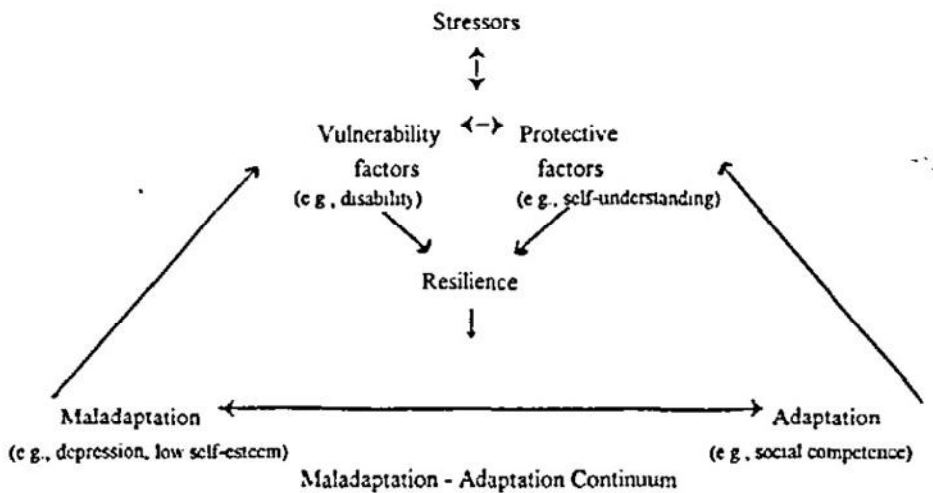 Stressors
Vulnerability Protective
factors factors
(e g , disability) (e g., self-understanding)
Resilience
Maladaptation Adaptation
(e g., depression, low self-esteem) (e g , social competence)
Maladaptation - Adaptation Continuum